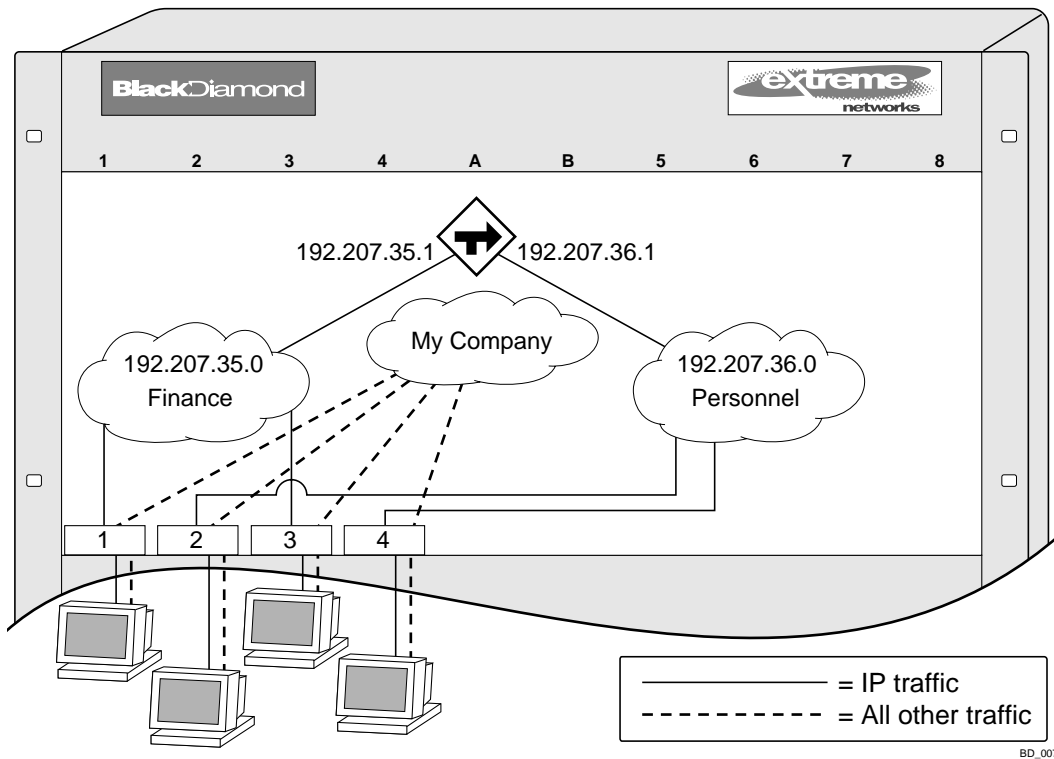 BlackDiamond
extreme
networks
1 2 3 4 A B 5 6 7 8
192.207.35.1 192.207.36.1
My Company
192.207.35.0
Finance
192.207.36.0
Personnel
1 2 3 4
= IP traffic
= All other traffic